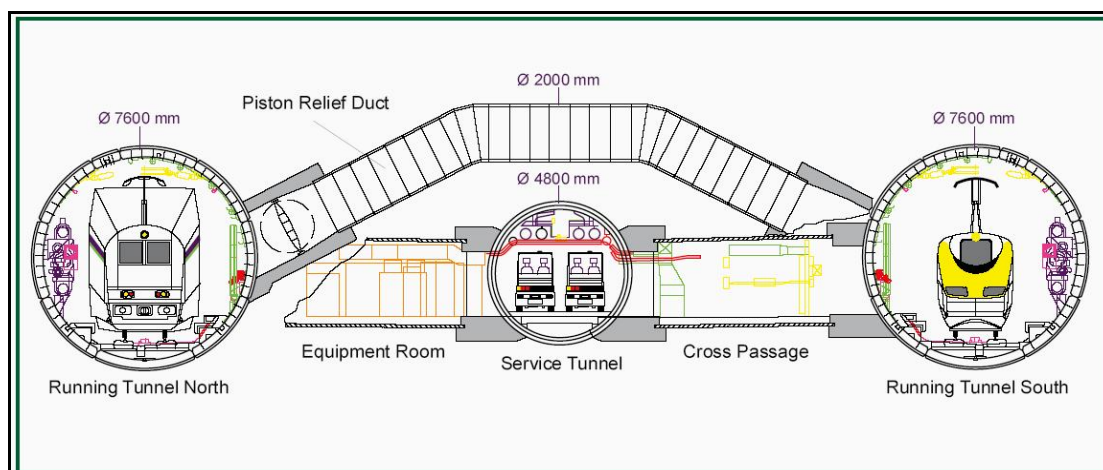 Ø 2000 mm
Piston Relief Duct
Ø 7600 mm
Ø 7600 mm
Ø 4800 mm
Equipment Room
Service Tunnel
Cross Passage
Running Tunnel North
Running Tunnel South